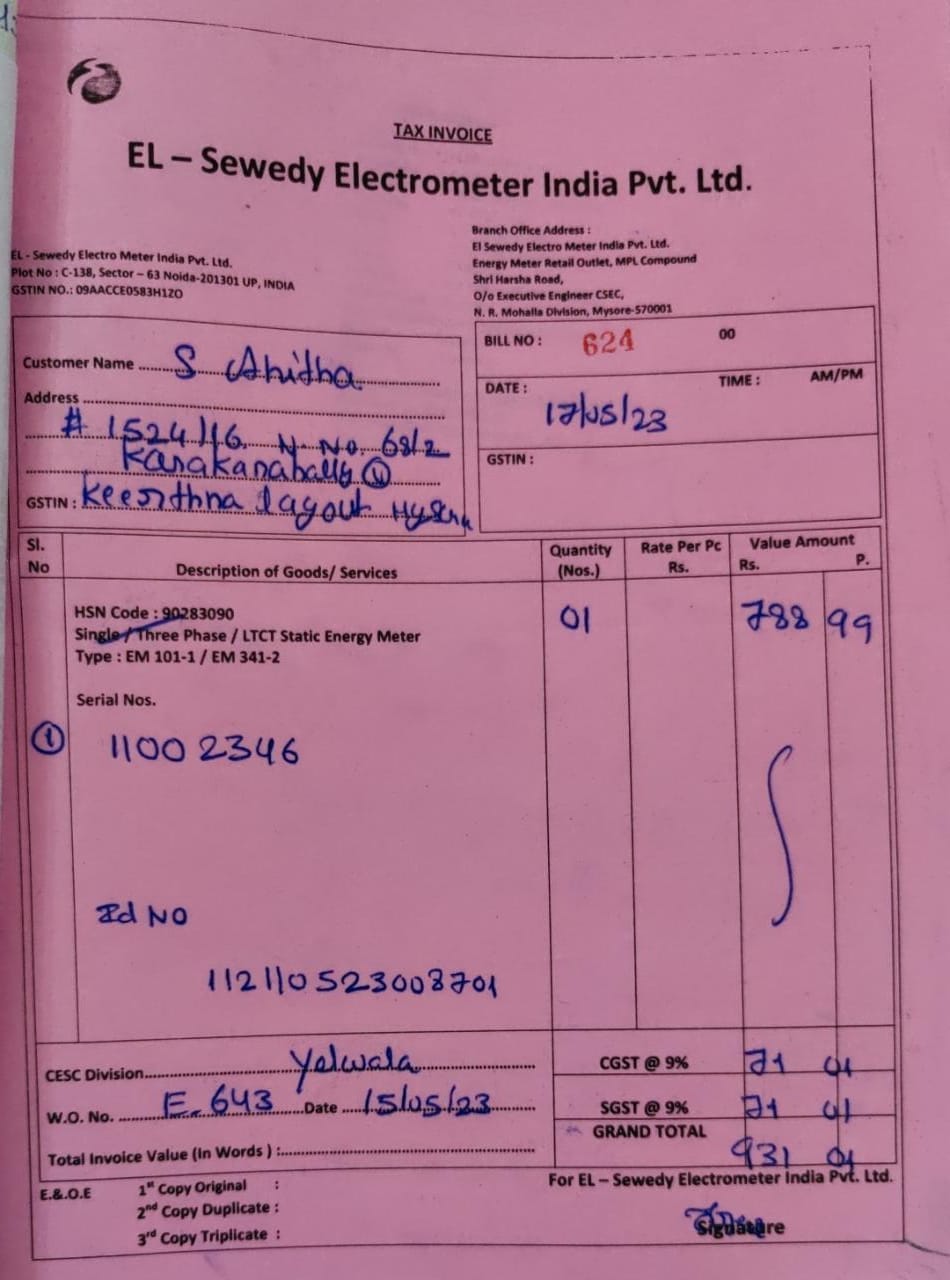 TAX INVOICE
EL – Sewedy Electrometer India Pvt. Ltd.
EL - Sewedy Electro Meter India Pvt. Ltd.
Plot No : C-138, Sector – 63 Noida-201301 UP, INDIA
GSTIN NO.: 09AACCE0583H1Z0
Branch Office Address :
El Sewedy Electro Meter India Pvt. Ltd.
Energy Meter Retail Outlet, MPL Compound
Shri Harsha Road,
O/o Executive Engineer CSEC,
N. R. Mohalla Division, Mysore-570001
Customer Name ........ S Ahitha
Address
# 1524/16 N. No. 68/2
Karakanahally
GSTIN : Keerthna layout
BILL NO : 624 00
DATE : TIME : AM/PM
17/05/23
GSTIN :
Sl. No Description of Goods/ Services Quantity (Nos.) Rate Per Pc Rs. Value Amount Rs. P.
HSN Code : 90283090 01 788 99
Single / Three Phase / LTCT Static Energy Meter
Type : EM 101-1 / EM 341-2
Serial Nos.
① 11002346
Id NO
112110523008701
CESC Division Yelwala CGST @ 9% 71 01
W.O. No. E. 643 Date 15/05/23 SGST @ 9% 71 01
Total Invoice Value (In Words ) : GRAND TOTAL 931 01
E.&.O.E 1st Copy Original :
2nd Copy Duplicate :
3rd Copy Triplicate :
For EL – Sewedy Electrometer India Pvt. Ltd.
Signature